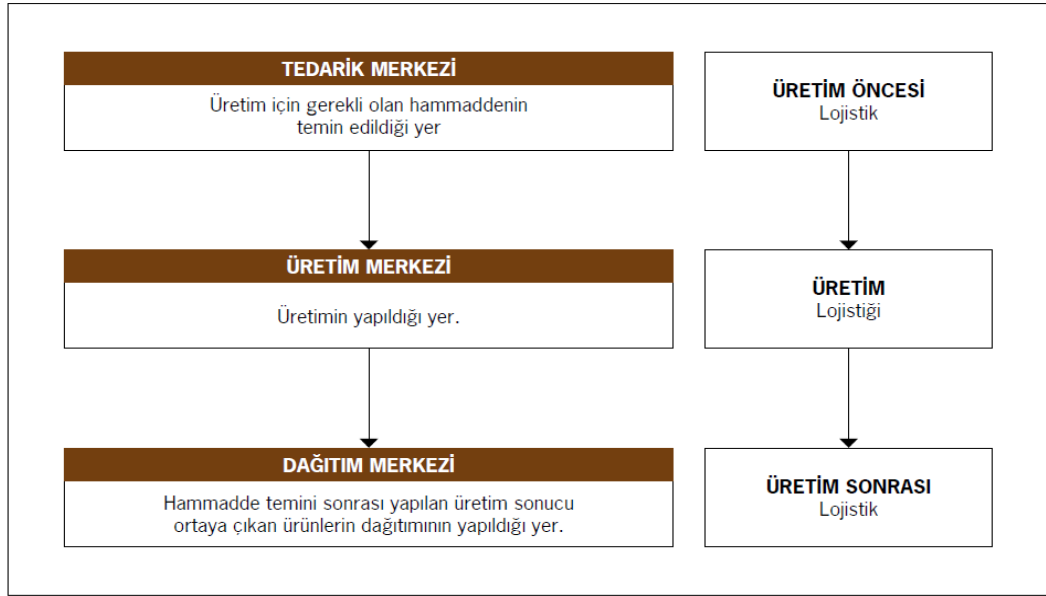 TEDARİK MERKEZİ
Üretim için gerekli olan hammaddenin
temin edildiği yer
ÜRETİM ÖNCESİ
Lojistik
ÜRETİM MERKEZİ
Üretimin yapıldığı yer.
ÜRETİM
Lojistiği
DAĞITIM MERKEZİ
Hammadde temini sonrası yapılan üretim sonucu
ortaya çıkan ürünlerin dağıtımının yapıldığı yer.
ÜRETİM SONRASI
Lojistik